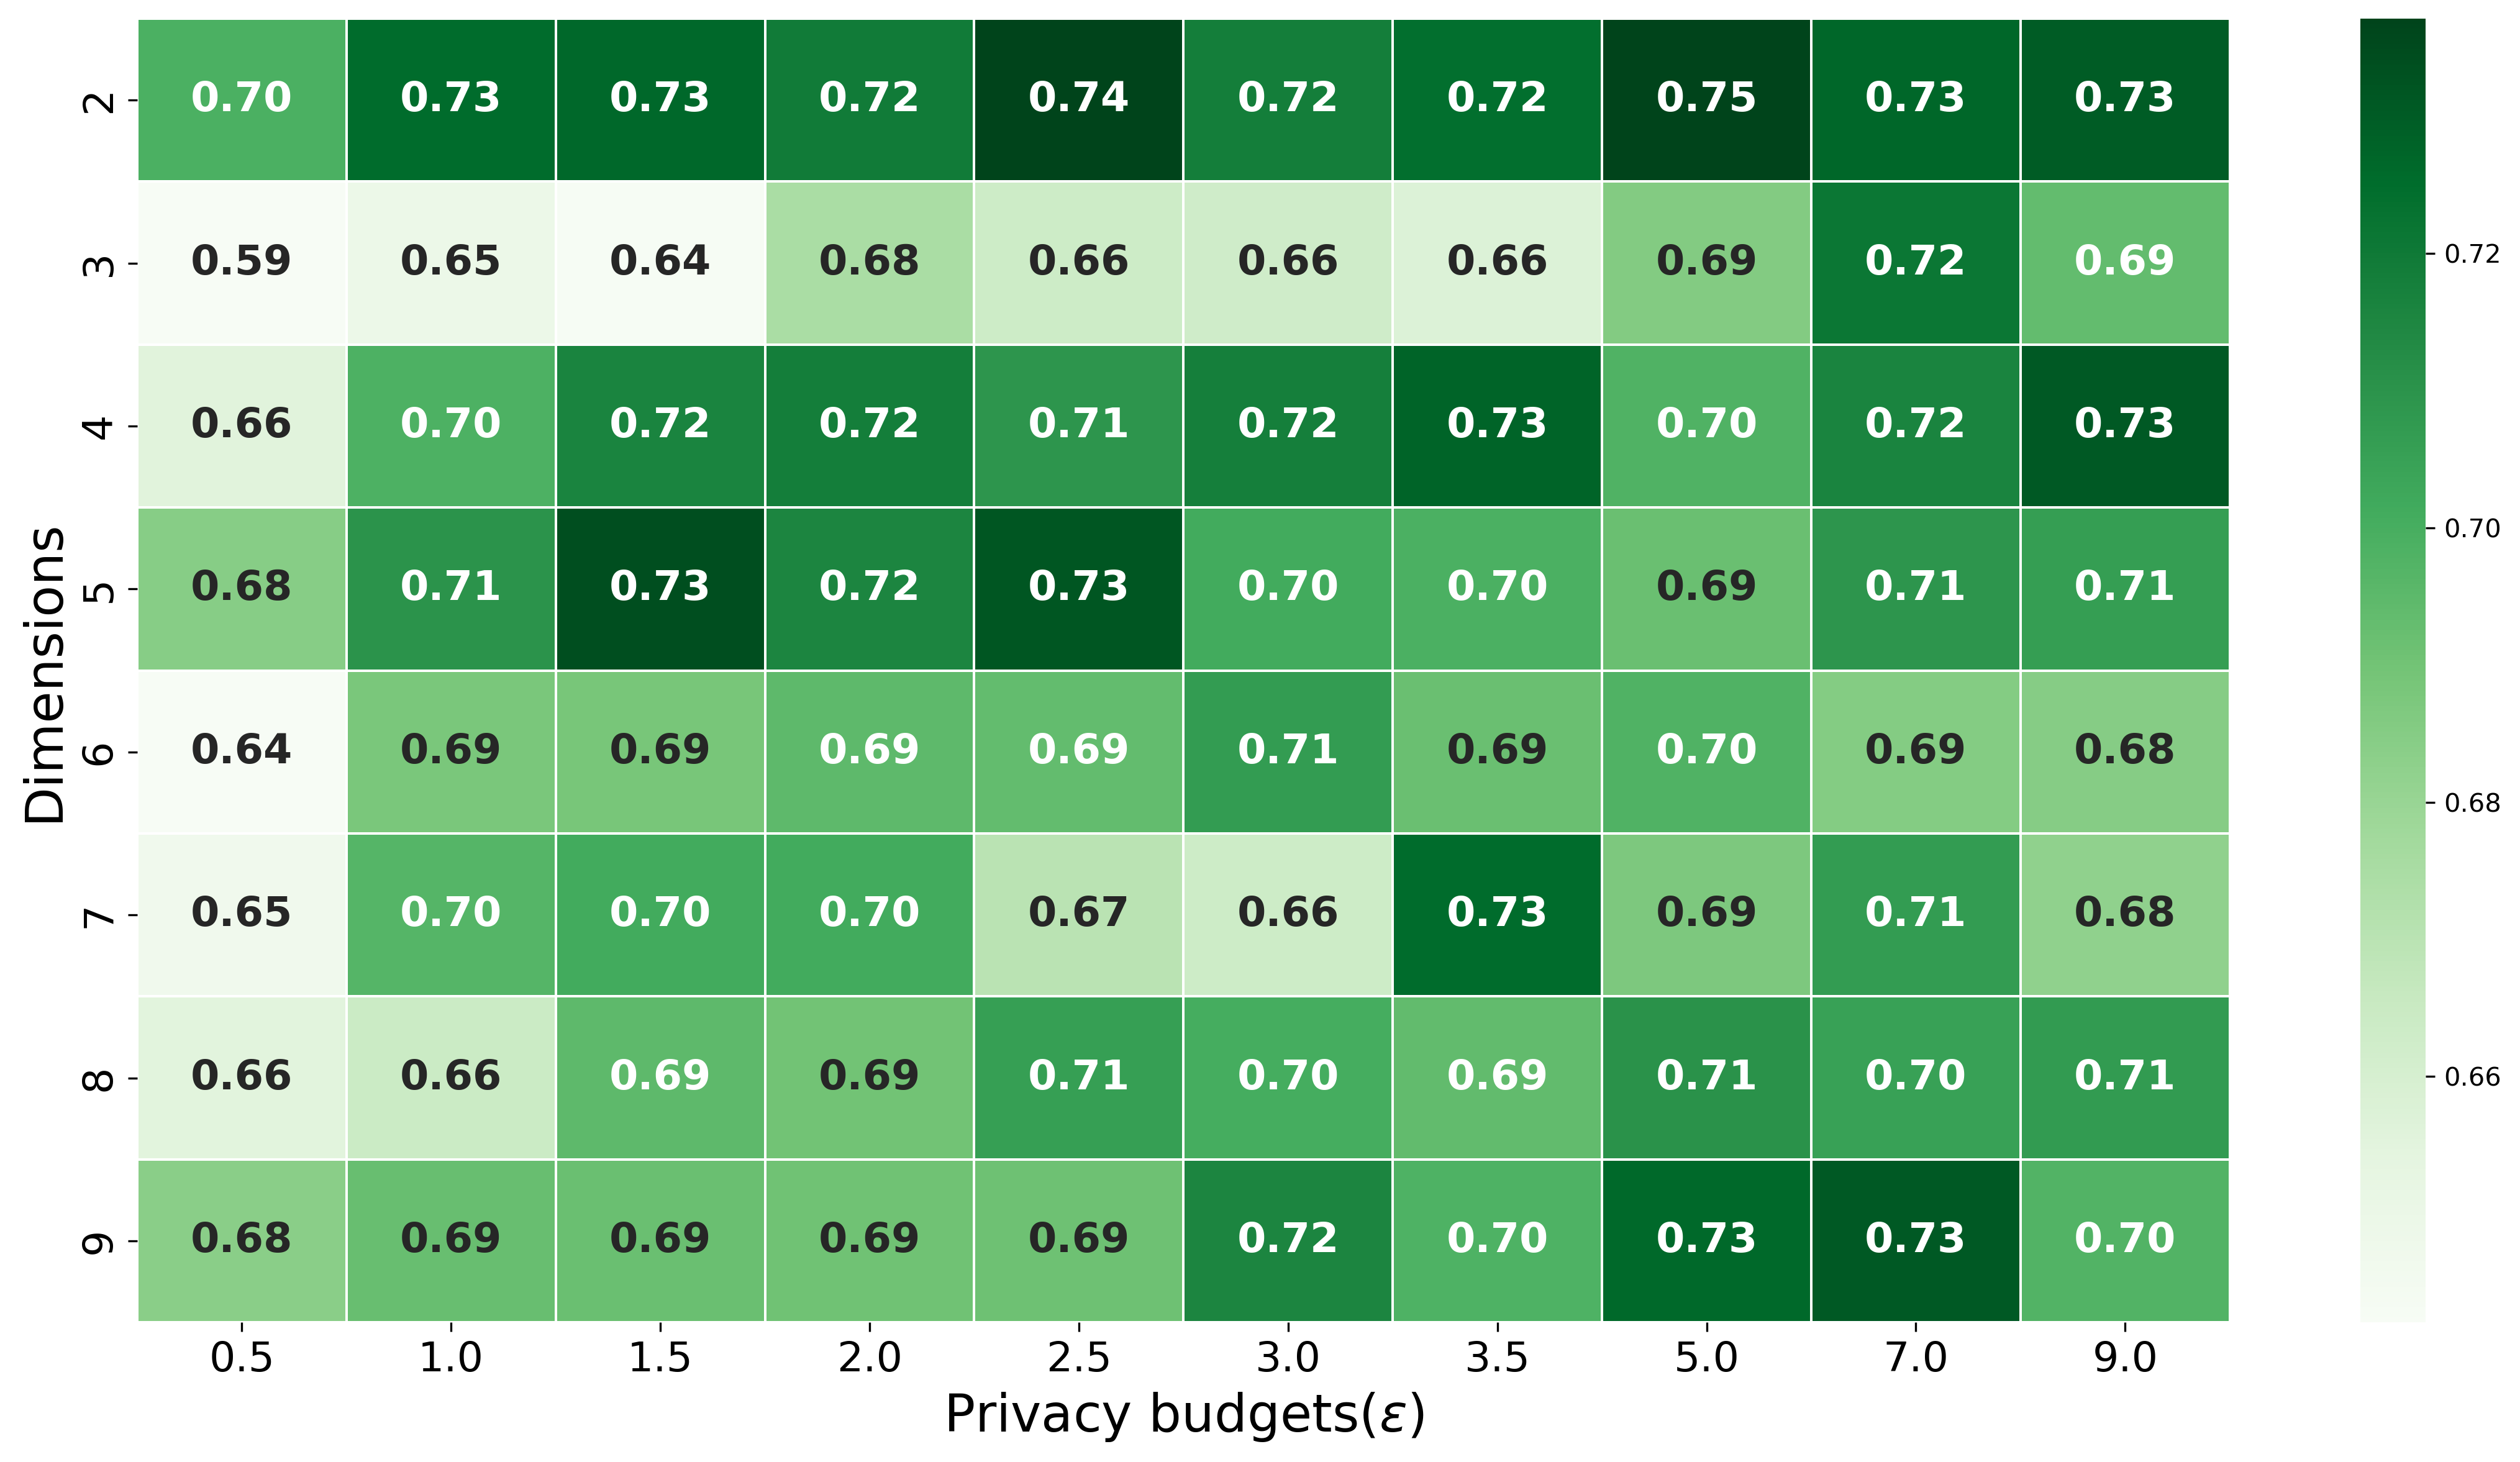 2 0.70 0.73 0.73 0.72 0.74 0.72 0.72 0.75 0.73 0.73
3 0.59 0.65 0.64 0.68 0.66 0.66 0.66 0.69 0.72 0.69
4 0.66 0.70 0.72 0.72 0.71 0.72 0.73 0.70 0.72 0.73
5 0.68 0.71 0.73 0.72 0.73 0.70 0.70 0.69 0.71 0.71
6 0.64 0.69 0.69 0.69 0.69 0.71 0.69 0.70 0.69 0.68
7 0.65 0.70 0.70 0.70 0.67 0.66 0.73 0.69 0.71 0.68
8 0.66 0.66 0.69 0.69 0.71 0.70 0.69 0.71 0.70 0.71
9 0.68 0.69 0.69 0.69 0.69 0.72 0.70 0.73 0.73 0.70
0.5 1.0 1.5 2.0 2.5 3.0 3.5 5.0 7.0 9.0
Privacy budgets(ε)
Dimensions
0.72
0.70
0.68
0.66